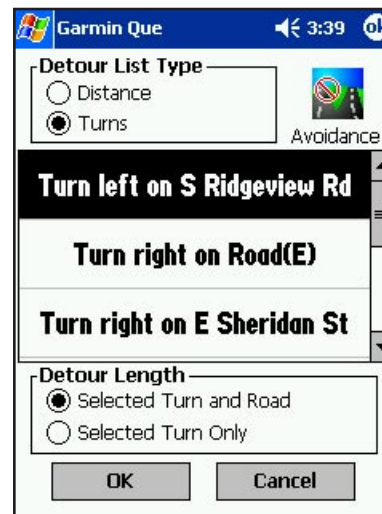 Garmin Que 3:39 ok
Detour List Type
Distance
Turns
Avoidance
Turn left on S Ridgeview Rd
Turn right on Road(E)
Turn right on E Sheridan St
Detour Length
Selected Turn and Road
Selected Turn Only
OK Cancel